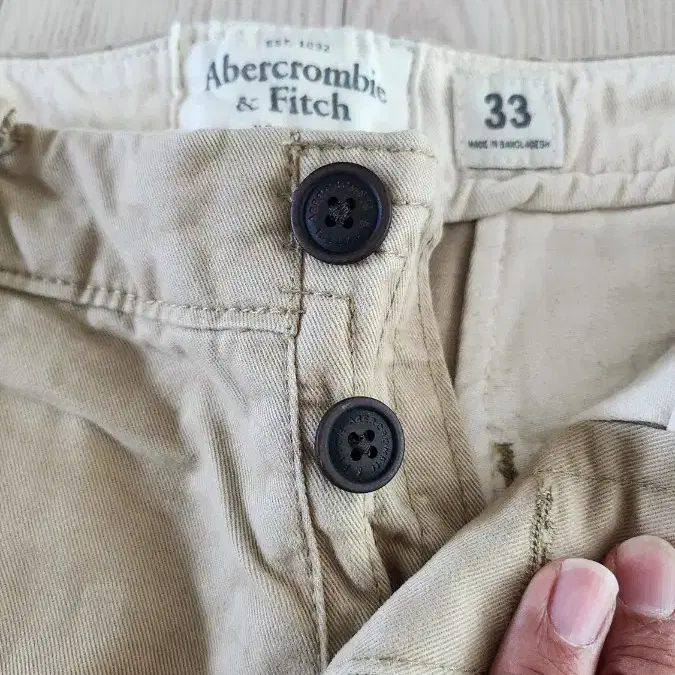 EST. 1892
Abercrombie
& Fitch
33
MADE IN BANGLADESH